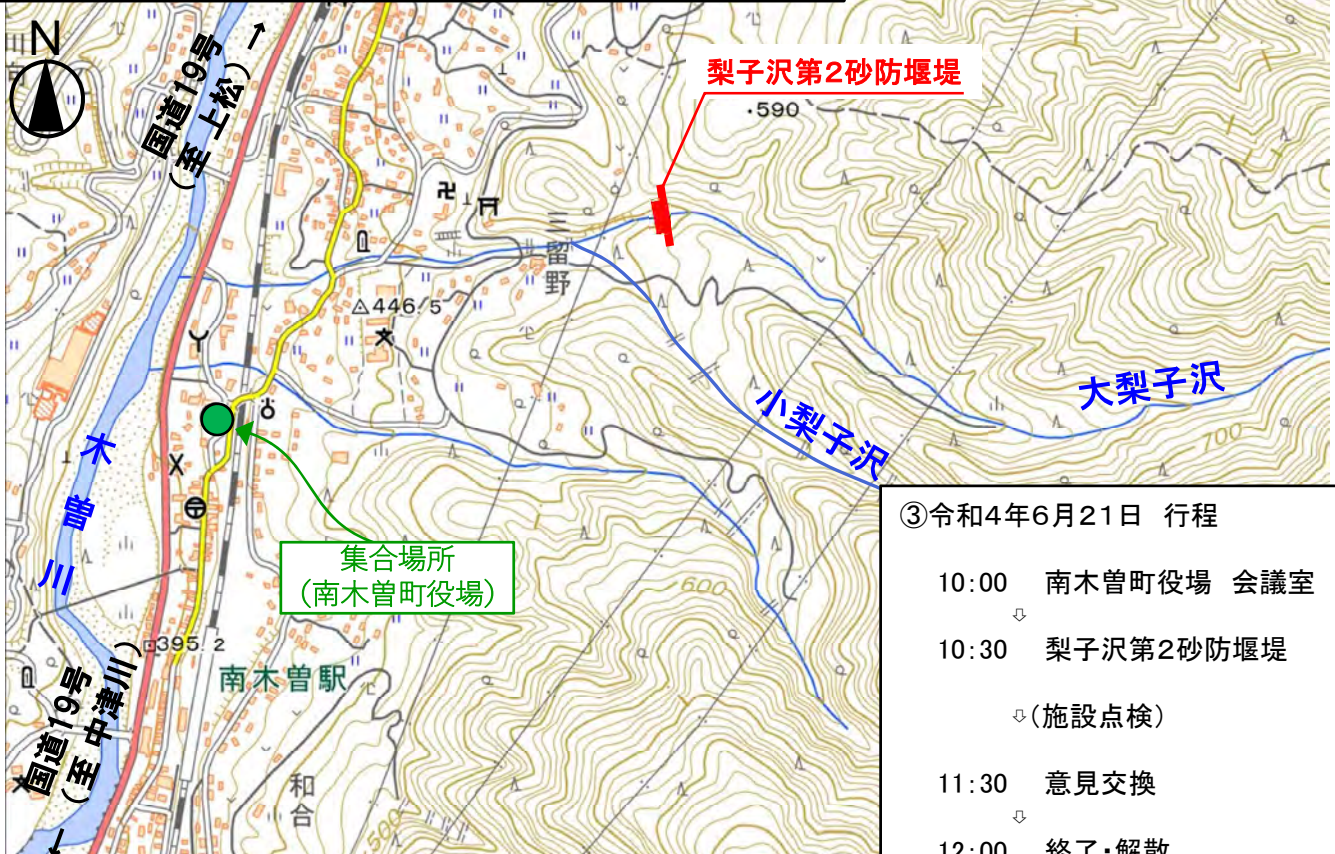 N
国道19号
(至 上松)→
梨子沢第2砂防堰堤
・590
三留野
446.5
大梨子沢
小梨子沢
700
木曽川
集合場所
(南木曽町役場)
600
395.2
南木曽駅
国道19号
←(至 中津川)
和合
500
③令和4年6月21日 行程
10:00 南木曽町役場 会議室
⇩
10:30 梨子沢第2砂防堰堤
⇩(施設点検)
11:30 意見交換
⇩
12:00 終了・解散